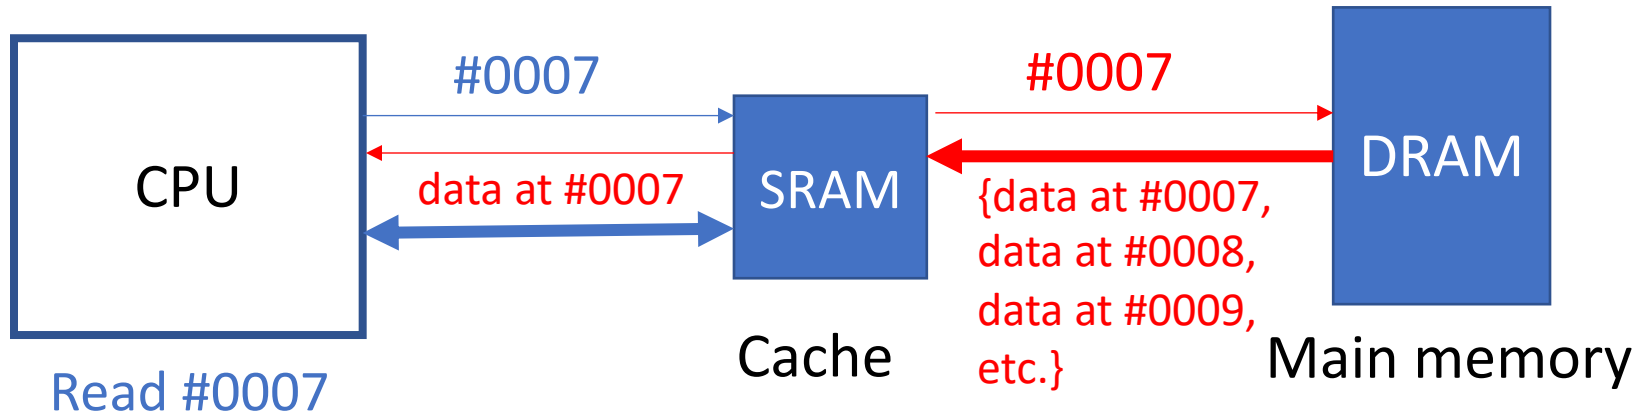 #0007
#0007
CPU
data at #0007
SRAM
DRAM
{data at #0007,
data at #0008,
data at #0009,
etc.}
Cache
Main memory
Read #0007